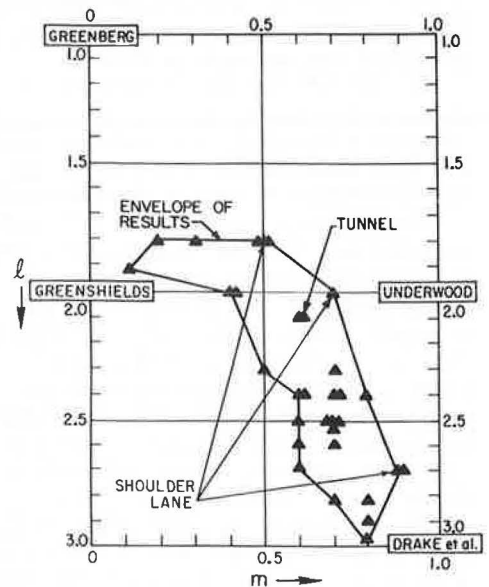 0 0.5 1.0
GREENBERG
1.0 1.0
1.5 1.5
ENVELOPE OF
RESULTS
TUNNEL
GREENSHIELDS UNDERWOOD
ℓ
2.0 2.0
2.5 2.5
SHOULDER
LANE
3.0 3.0
DRAKE et al.
0 0.5 1.0
m